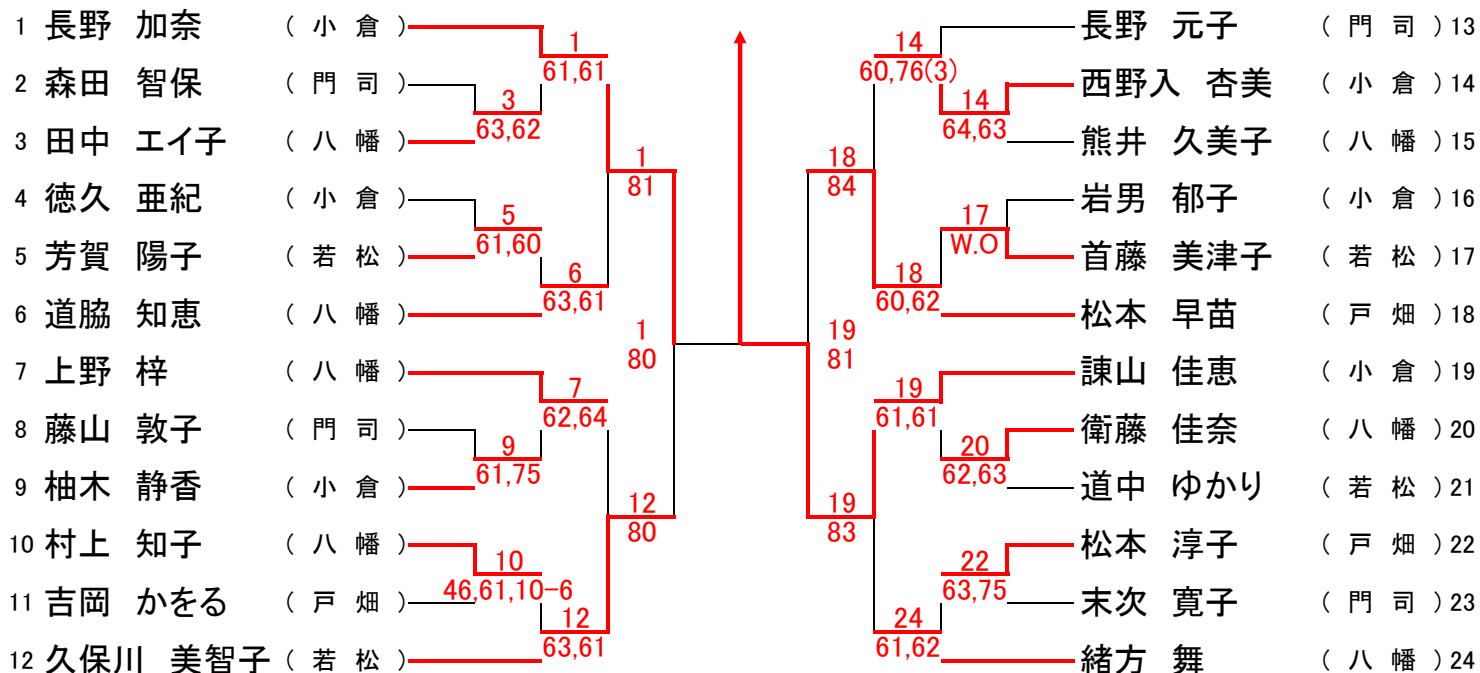 1 長野 加奈 ( 小 倉 )
2 森田 智保 ( 門 司 )
3 田中 エイ子 ( 八 幡 )
4 徳久 亜紀 ( 小 倉 )
5 芳賀 陽子 ( 若 松 )
6 道脇 知恵 ( 八 幡 )
7 上野 梓 ( 八 幡 )
8 藤山 敦子 ( 門 司 )
9 柚木 静香 ( 小 倉 )
10 村上 知子 ( 八 幡 )
11 吉岡 かをる ( 戸 畑 )
12 久保川 美智子 ( 若 松 )
3
63,62
5
61,60
9
61,75
10
46,61,10-6
1
61,61
6
63,61
7
62,64
12
63,61
1
81
12
80
1
80
19
81
18
84
19
83
14
60,76(3)
18
60,62
19
61,61
24
61,62
14
64,63
17
W.O
20
62,63
22
63,75
長野 元子 ( 門 司 ) 13
西野入 杏美 ( 小 倉 ) 14
熊井 久美子 ( 八 幡 ) 15
岩男 郁子 ( 小 倉 ) 16
首藤 美津子 ( 若 松 ) 17
松本 早苗 ( 戸 畑 ) 18
諌山 佳恵 ( 小 倉 ) 19
衛藤 佳奈 ( 八 幡 ) 20
道中 ゆかり ( 若 松 ) 21
松本 淳子 ( 戸 畑 ) 22
末次 寛子 ( 門 司 ) 23
緒方 舞 ( 八 幡 ) 24